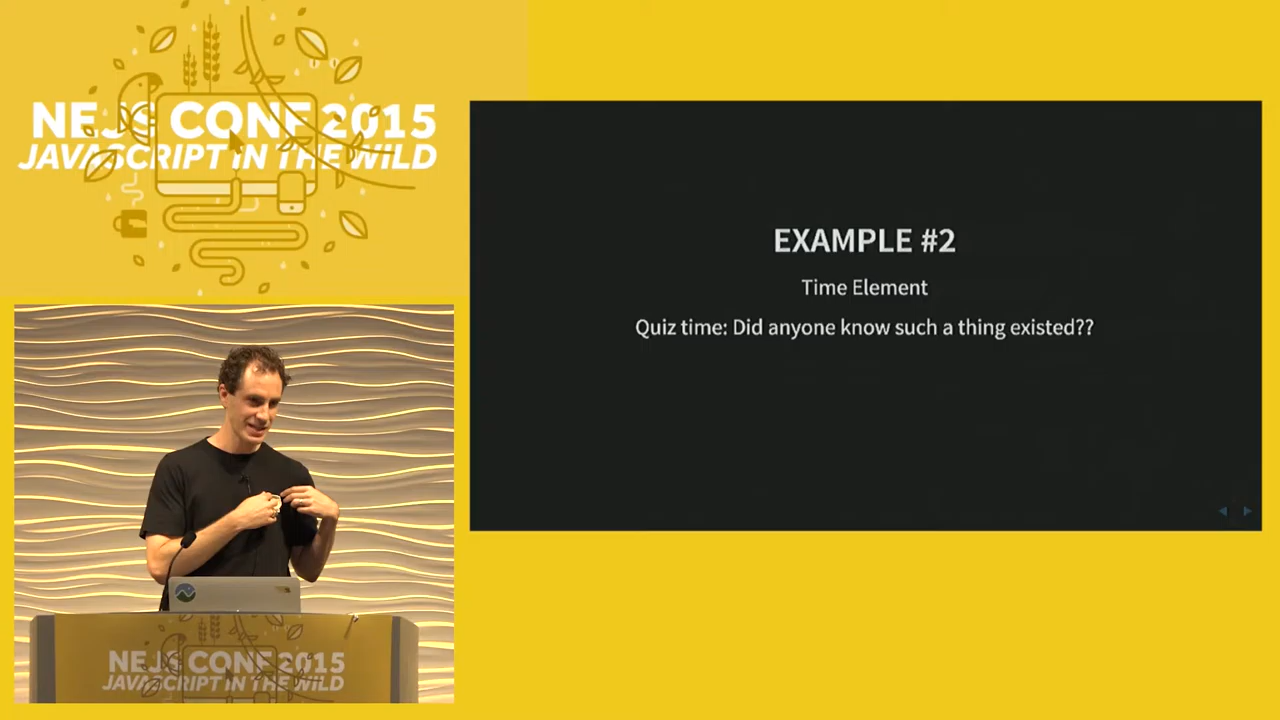 NEJS CONF 2015
JAVASCRIPT IN THE WILD
EXAMPLE #2
Time Element
Quiz time: Did anyone know such a thing existed??
NEJS CONF 2015
JAVASCRIPT IN THE WILD